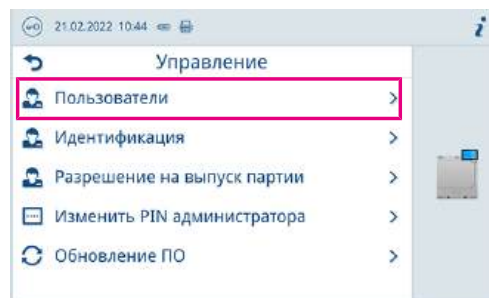 21.02.2022 10:44
i
Управление
Пользователи
Идентификация
Разрешение на выпуск партии
Изменить PIN администратора
Обновление ПО